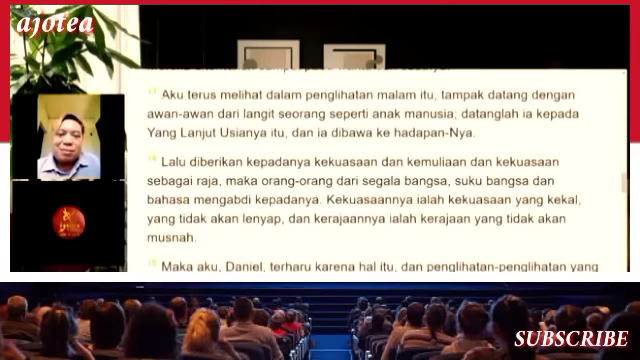 ajotea
13 Aku terus melihat dalam penglihatan malam itu, tampak datang dengan
awan-awan dari langit seorang seperti anak manusia; datanglah ia kepada
Yang Lanjut Usianya itu, dan ia dibawa ke hadapan-Nya.
14 Lalu diberikan kepadanya kekuasaan dan kemuliaan dan kekuasaan
sebagai raja, maka orang-orang dari segala bangsa, suku bangsa dan
bahasa mengabdi kepadanya. Kekuasaannya ialah kekuasaan yang kekal,
yang tidak akan lenyap, dan kerajaannya ialah kerajaan yang tidak akan
musnah.
Maka aku, Daniel, terharu karena hal itu, dan penglihatan-penglihatan yang
SUBSCRIBE